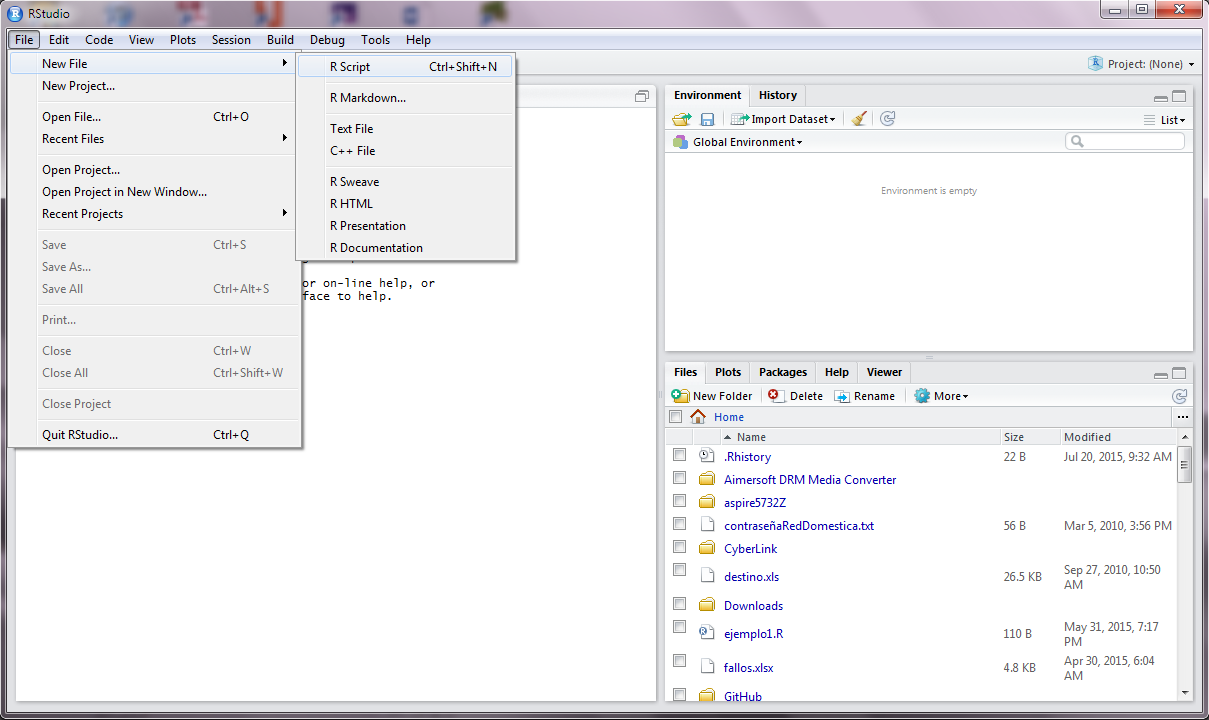 RStudio
File Edit Code View Plots Session Build Debug Tools Help
New File
New Project...
Open File... Ctrl+O
Recent Files
Open Project...
Open Project in New Window...
Recent Projects
Save Ctrl+S
Save As...
Save All Ctrl+Alt+S
Print...
Close Ctrl+W
Close All Ctrl+Shift+W
Close Project
Quit RStudio... Ctrl+Q
R Script Ctrl+Shift+N
R Markdown...
Text File
C++ File
R Sweave
R HTML
R Presentation
R Documentation
or on-line help, or
face to help.
Project: (None)
Environment History
Import Dataset List
Global Environment
Environment is empty
Files Plots Packages Help Viewer
New Folder Delete Rename More
Home ...
Name Size Modified
.Rhistory 22 B Jul 20, 2015, 9:32 AM
Aimersoft DRM Media Converter
aspire5732Z
contraseñaRedDomestica.txt 56 B Mar 5, 2010, 3:56 PM
CyberLink
destino.xls 26.5 KB Sep 27, 2010, 10:50
AM
Downloads
ejemplo1.R 110 B May 31, 2015, 7:17
PM
fallos.xlsx 4.8 KB Apr 30, 2015, 6:04
AM
GitHub